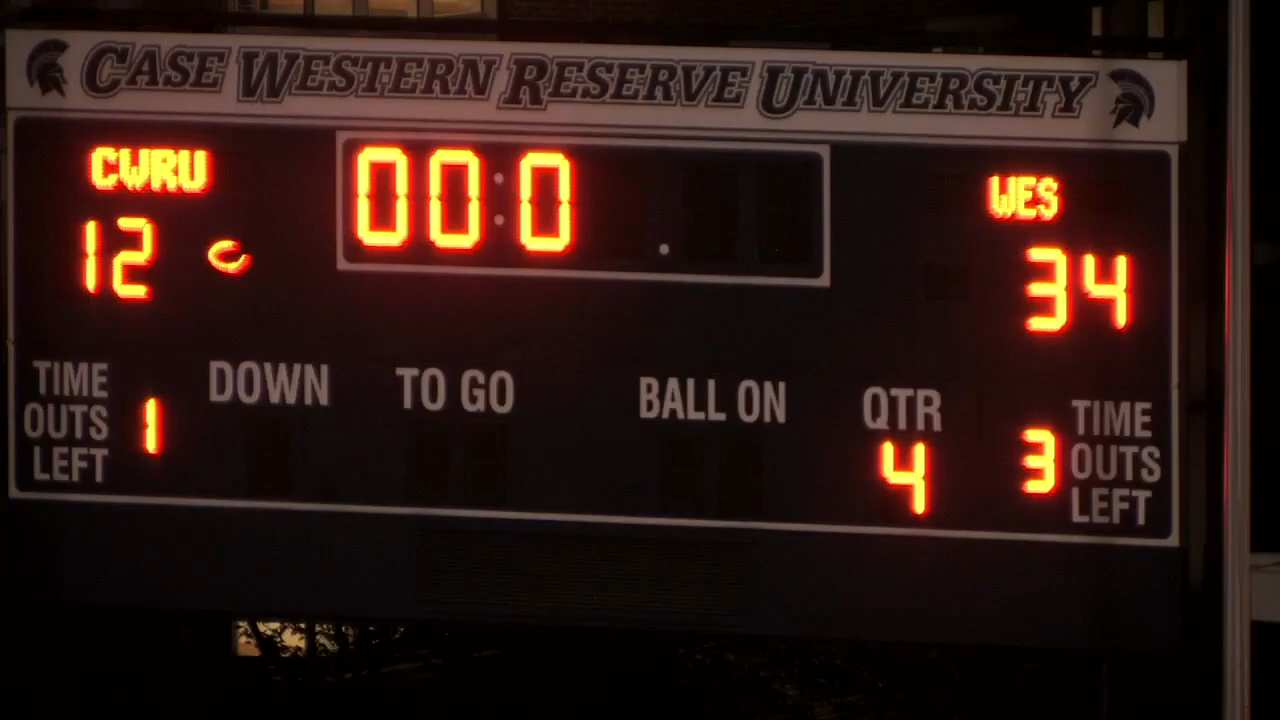 CASE WESTERN RESERVE UNIVERSITY
CWRU 00:0 WES
12 34
TIME OUTS LEFT 1
DOWN TO GO BALL ON QTR 4
3 TIME OUTS LEFT